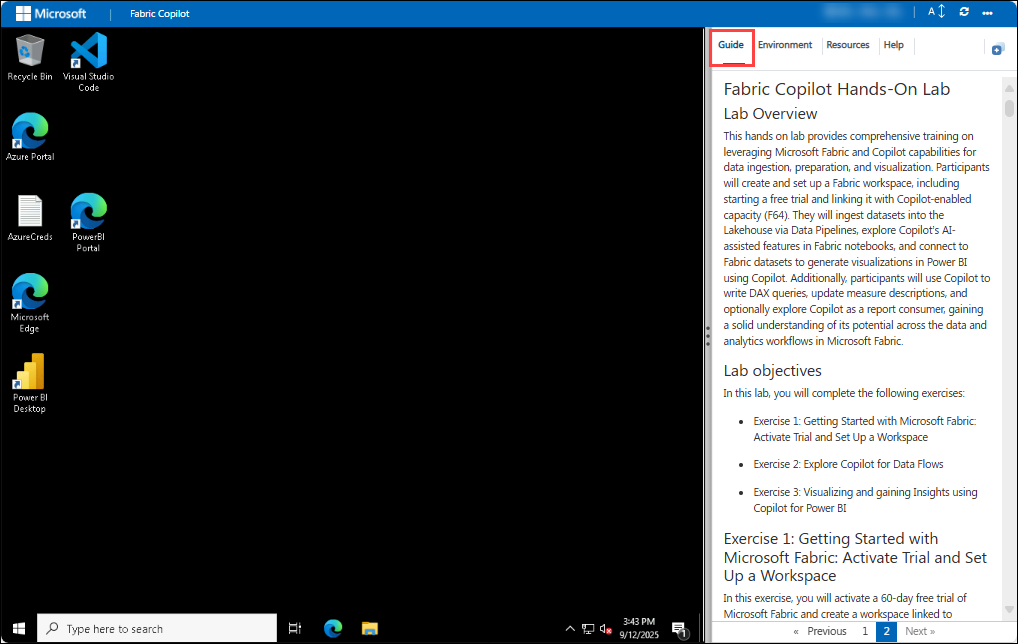 Microsoft | Fabric Copilot
A
Recycle Bin
Visual Studio
Code
Azure Portal
AzureCreds
PowerBI
Portal
Microsoft
Edge
Power BI
Desktop
Type here to search
3:43 PM
9/12/2025
1
Guide Environment Resources Help
Fabric Copilot Hands-On Lab
Lab Overview
This hands on lab provides comprehensive training on
leveraging Microsoft Fabric and Copilot capabilities for
data ingestion, preparation, and visualization. Participants
will create and set up a Fabric workspace, including
starting a free trial and linking it with Copilot-enabled
capacity (F64). They will ingest datasets into the
Lakehouse via Data Pipelines, explore Copilot's AI-
assisted features in Fabric notebooks, and connect to
Fabric datasets to generate visualizations in Power BI
using Copilot. Additionally, participants will use Copilot to
write DAX queries, update measure descriptions, and
optionally explore Copilot as a report consumer, gaining
a solid understanding of its potential across the data and
analytics workflows in Microsoft Fabric.
Lab objectives
In this lab, you will complete the following exercises:
• Exercise 1: Getting Started with Microsoft Fabric:
Activate Trial and Set Up a Workspace
• Exercise 2: Explore Copilot for Data Flows
• Exercise 3: Visualizing and gaining Insights using
Copilot for Power BI
Exercise 1: Getting Started with
Microsoft Fabric: Activate Trial and Set
Up a Workspace
In this exercise, you will activate a 60-day free trial of
Microsoft Fabric and create a workspace linked to
« Previous 1 2 Next »